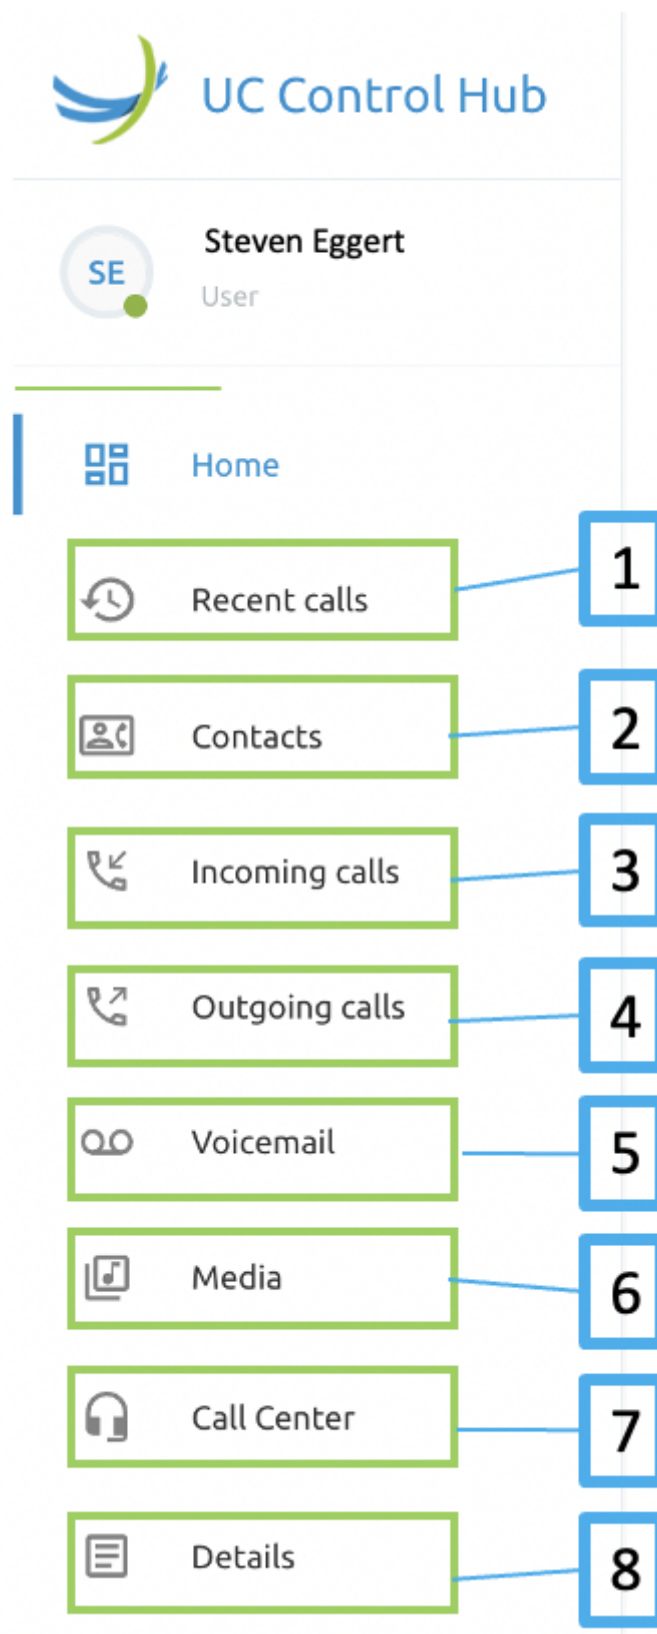 UC Control Hub
Steven Eggert
SE
User
Home
Recent calls 1
Contacts 2
Incoming calls 3
Outgoing calls 4
Voicemail 5
Media 6
Call Center 7
Details 8